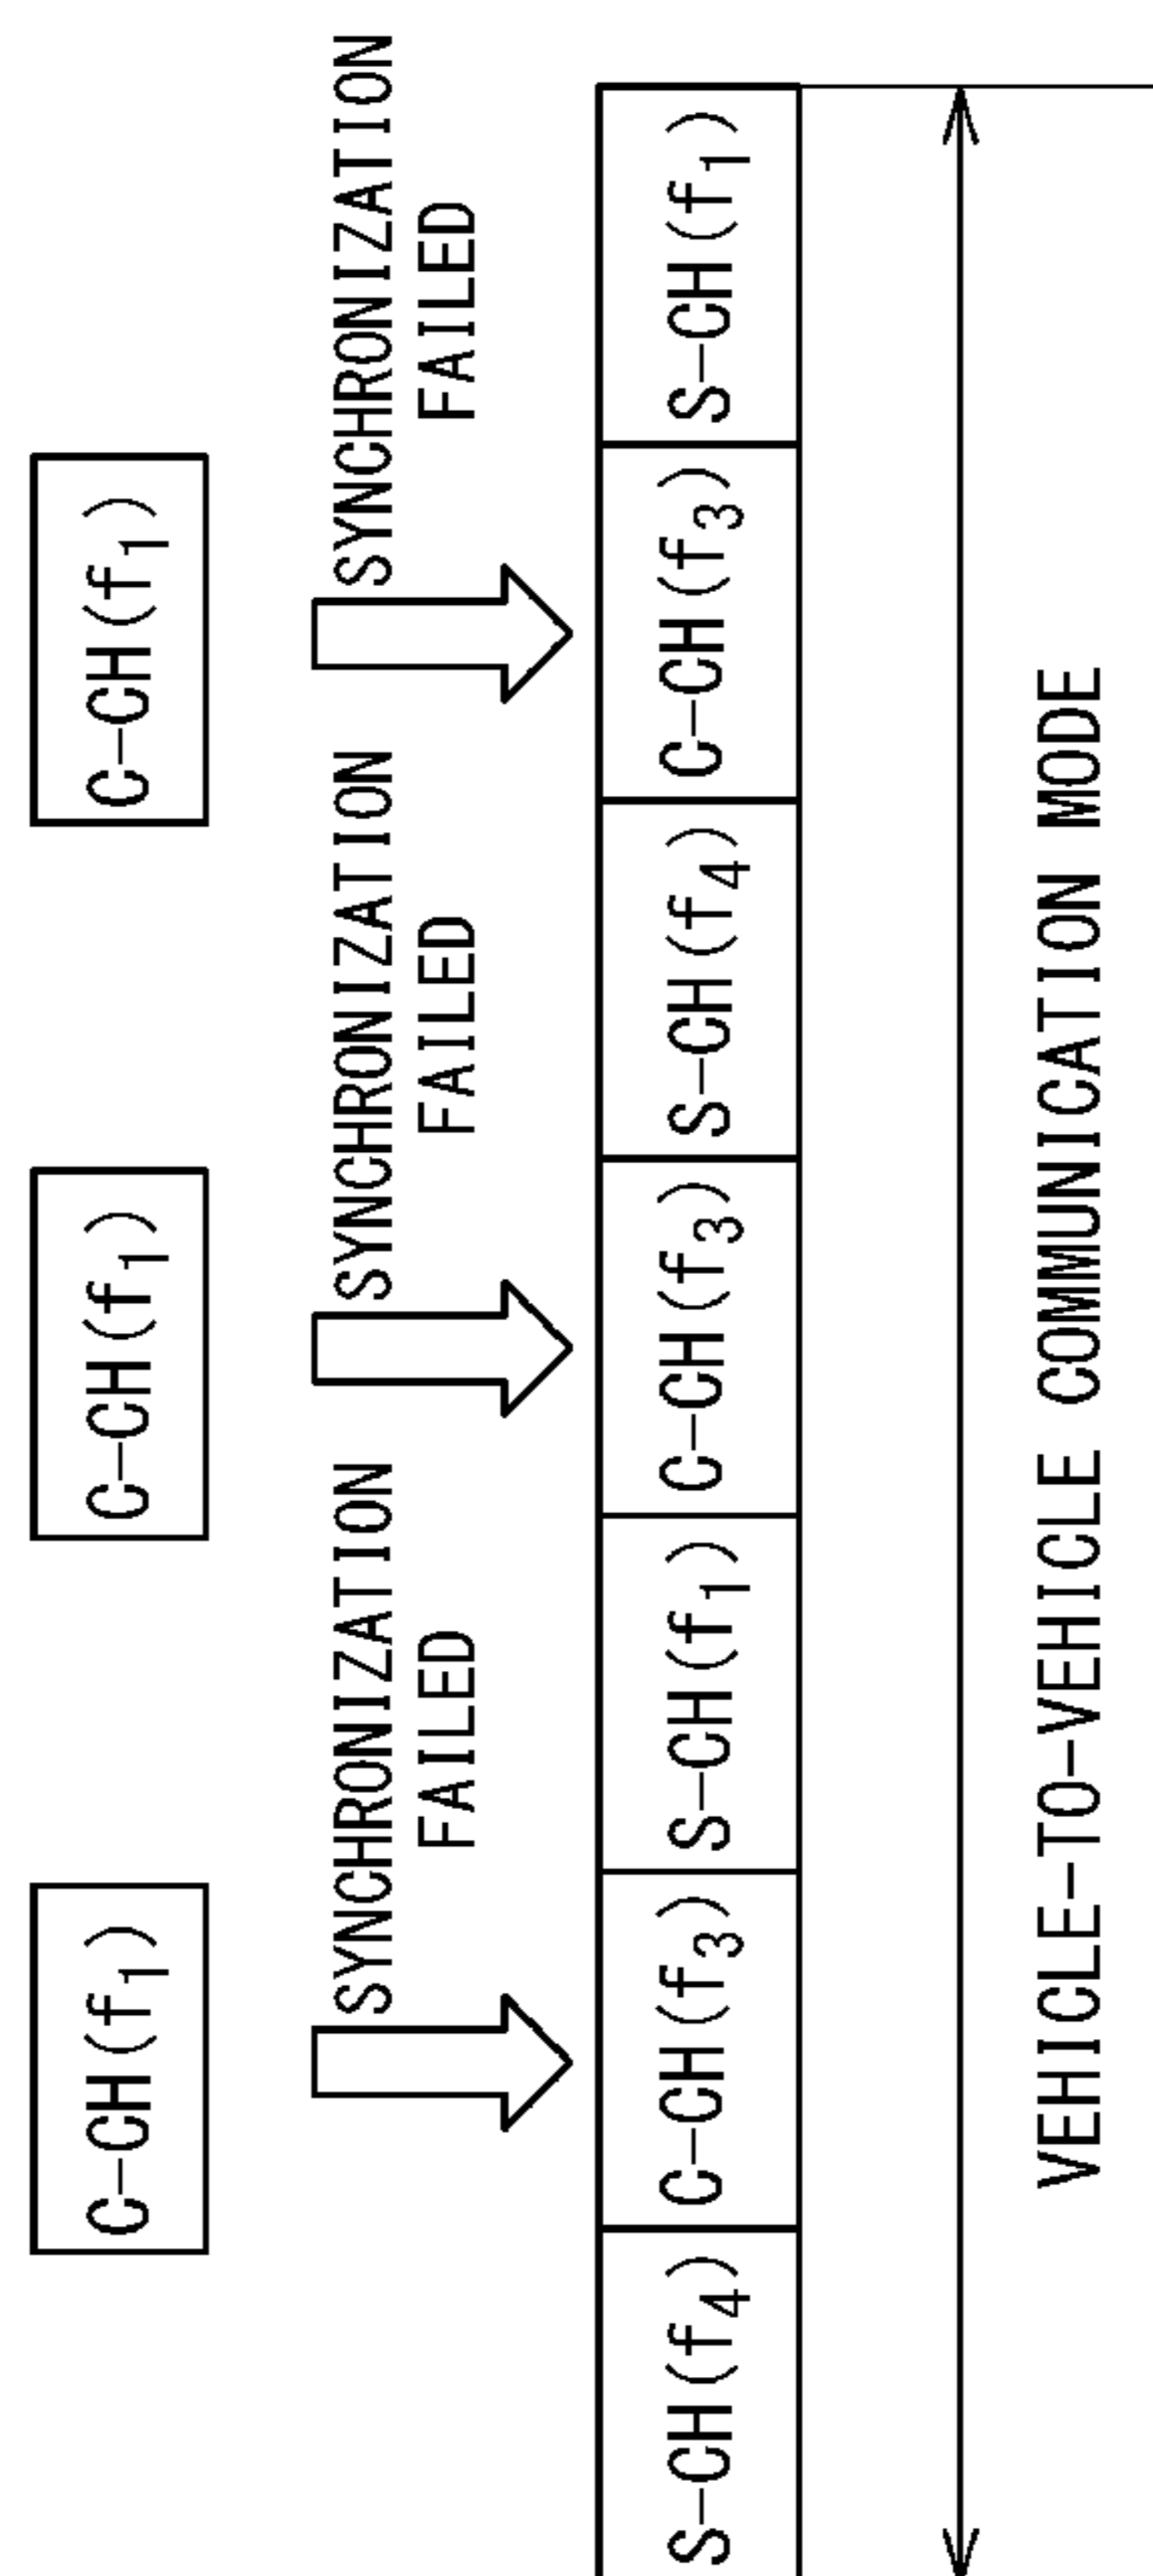 C-CH(f₁)
C-CH(f₁)
C-CH(f₁)
SYNCHRONIZATION
FAILED
SYNCHRONIZATION
FAILED
SYNCHRONIZATION
FAILED
S-CH(f₄)
C-CH(f₃)
S-CH(f₁)
C-CH(f₃)
S-CH(f₄)
C-CH(f₃)
S-CH(f₁)
VEHICLE-TO-VEHICLE COMMUNICATION MODE